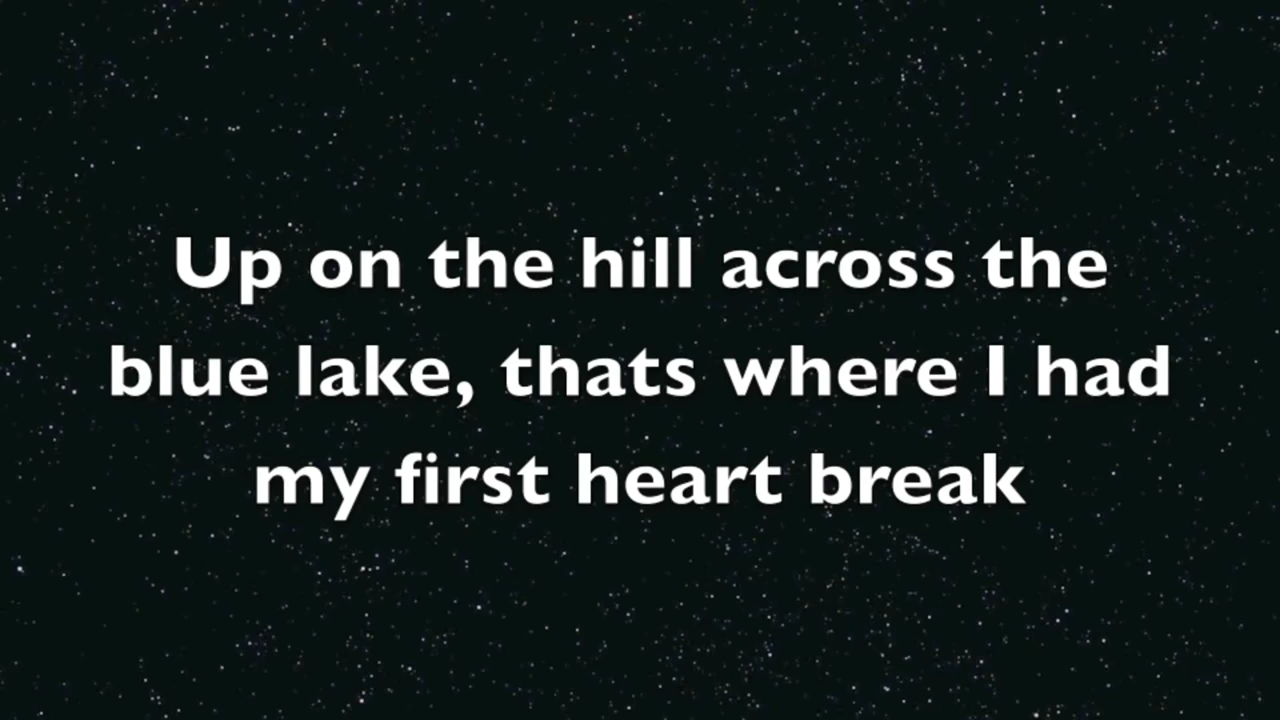 Up on the hill across the
blue lake, thats where I had
my first heart break